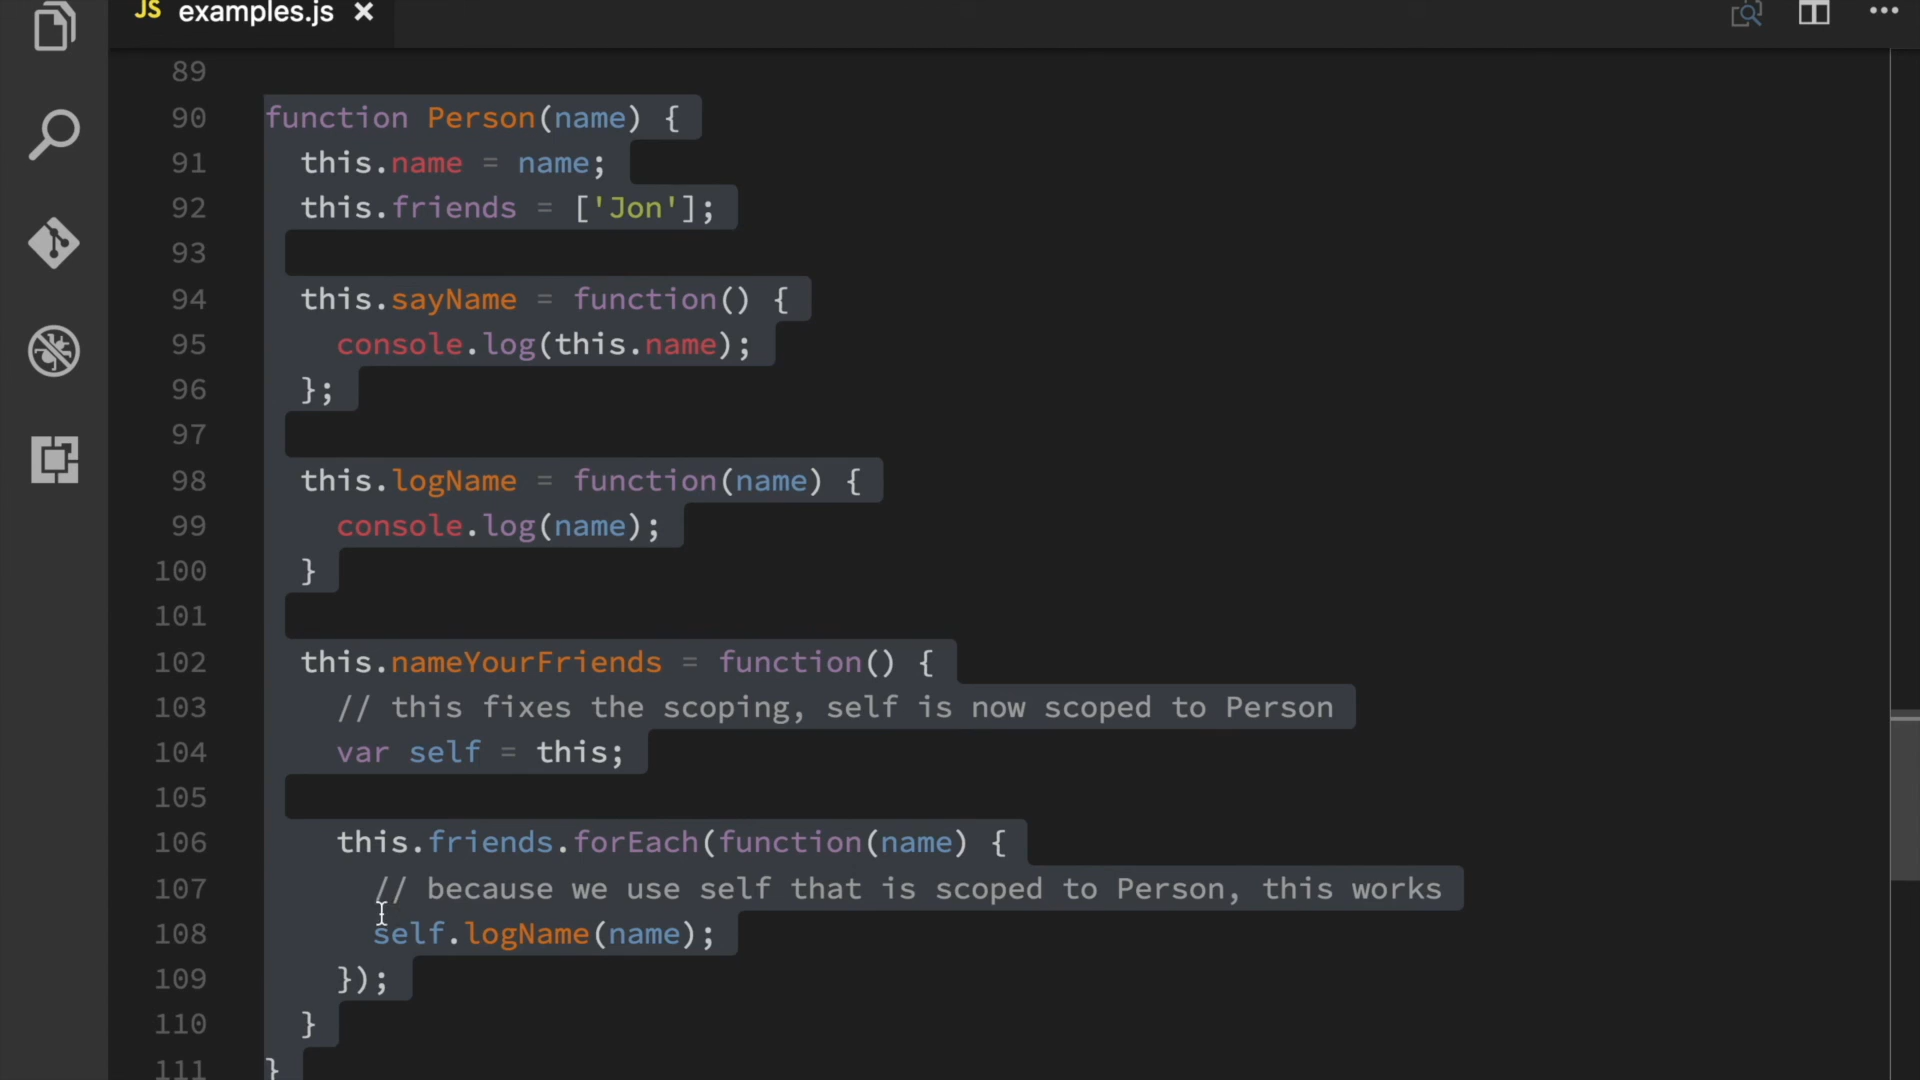 JS examples.js ×
89
90 function Person(name) {
91 this.name = name;
92 this.friends = ['Jon'];
93
94 this.sayName = function() {
95 console.log(this.name);
96 };
97
98 this.logName = function(name) {
99 console.log(name);
100 }
101
102 this.nameYourFriends = function() {
103 // this fixes the scoping, self is now scoped to Person
104 var self = this;
105
106 this.friends.forEach(function(name) {
107 // because we use self that is scoped to Person, this works
108 self.logName(name);
109 });
110 }
111 }